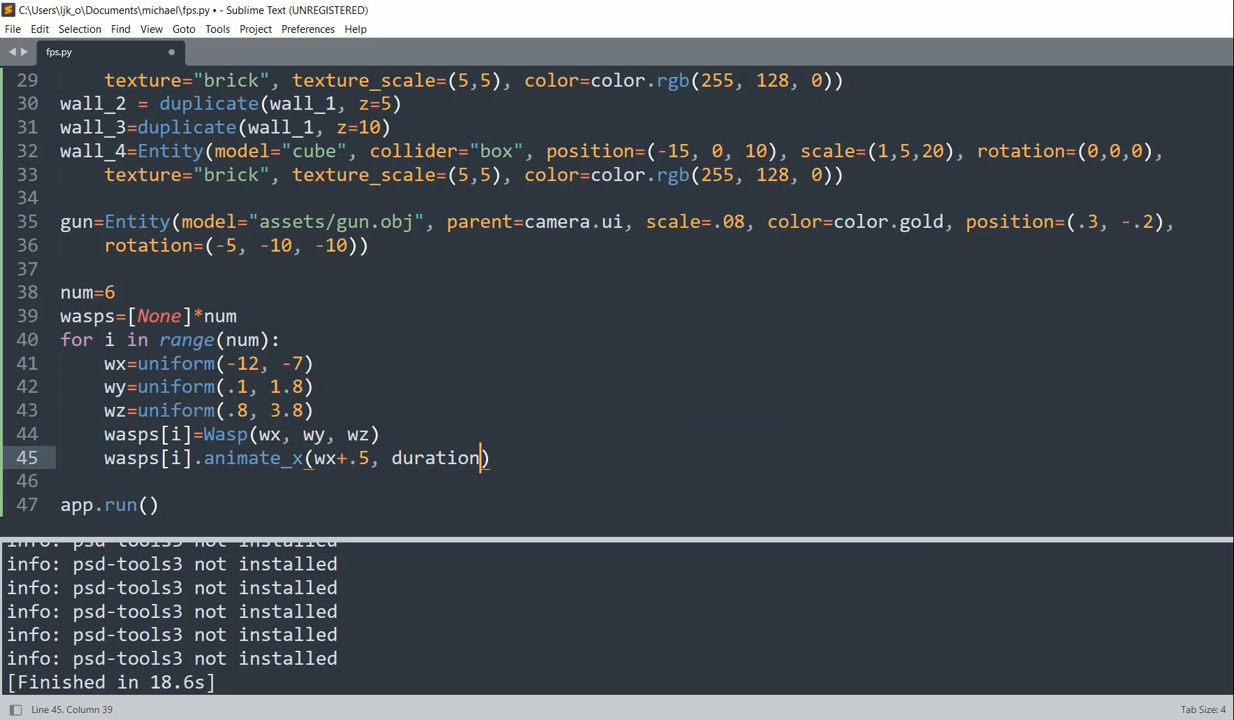 C:\Users\ljk_o\Documents\michael\fps.py • - Sublime Text (UNREGISTERED)
File Edit Selection Find View Goto Tools Project Preferences Help
fps.py
29 texture="brick", texture_scale=(5,5), color=color.rgb(255, 128, 0))
30 wall_2 = duplicate(wall_1, z=5)
31 wall_3=duplicate(wall_1, z=10)
32 wall_4=Entity(model="cube", collider="box", position=(-15, 0, 10), scale=(1,5,20), rotation=(0,0,0),
33 texture="brick", texture_scale=(5,5), color=color.rgb(255, 128, 0))
34
35 gun=Entity(model="assets/gun.obj", parent=camera.ui, scale=.08, color=color.gold, position=(.3, -.2),
36 rotation=(-5, -10, -10))
37
38 num=6
39 wasps=[None]*num
40 for i in range(num):
41 wx=uniform(-12, -7)
42 wy=uniform(.1, 1.8)
43 wz=uniform(.8, 3.8)
44 wasps[i]=Wasp(wx, wy, wz)
45 wasps[i].animate_x(wx+.5, duration)
46
47 app.run()
info: psd-tools3 not installed
info: psd-tools3 not installed
info: psd-tools3 not installed
info: psd-tools3 not installed
info: psd-tools3 not installed
info: psd-tools3 not installed
[Finished in 18.6s]
Line 45, Column 39 Tab Size: 4